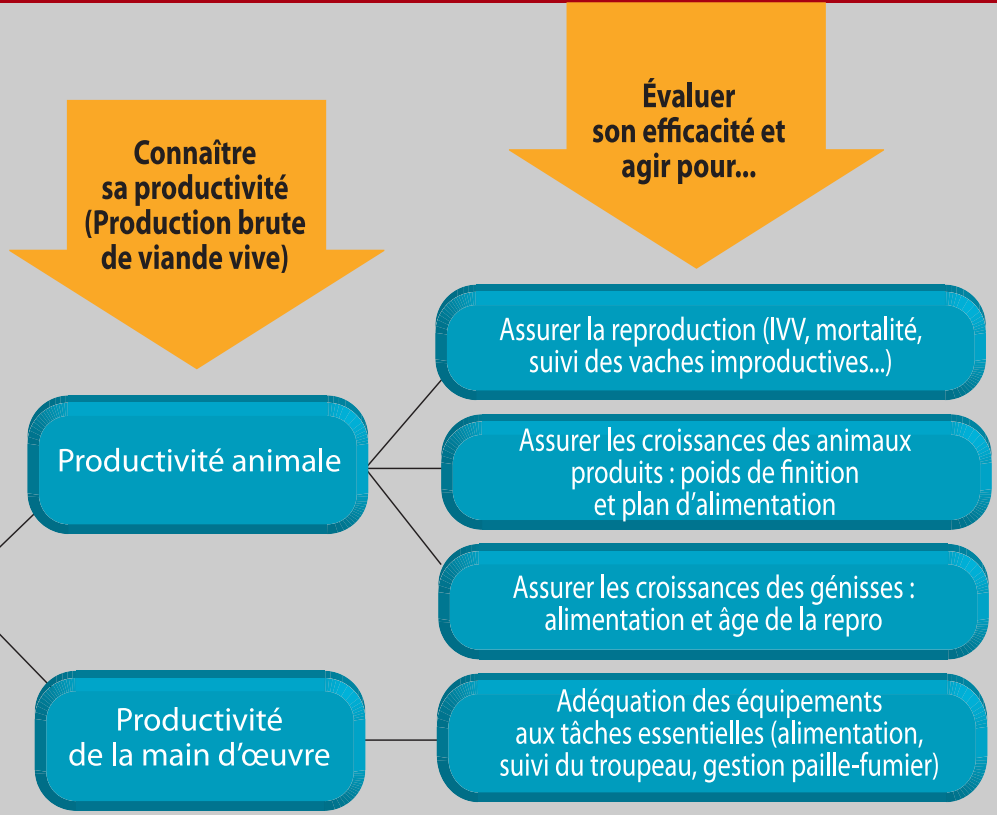 Évaluer
son efficacité et
agir pour...
Connaître
sa productivité
(Production brute
de viande vive)
Assurer la reproduction (IVV, mortalité,
suivi des vaches improductives...)
Productivité animale
Assurer les croissances des animaux
produits : poids de finition
et plan d’alimentation
Assurer les croissances des génisses :
alimentation et âge de la repro
Productivité
de la main d’œuvre
Adéquation des équipements
aux tâches essentielles (alimentation,
suivi du troupeau, gestion paille-fumier)